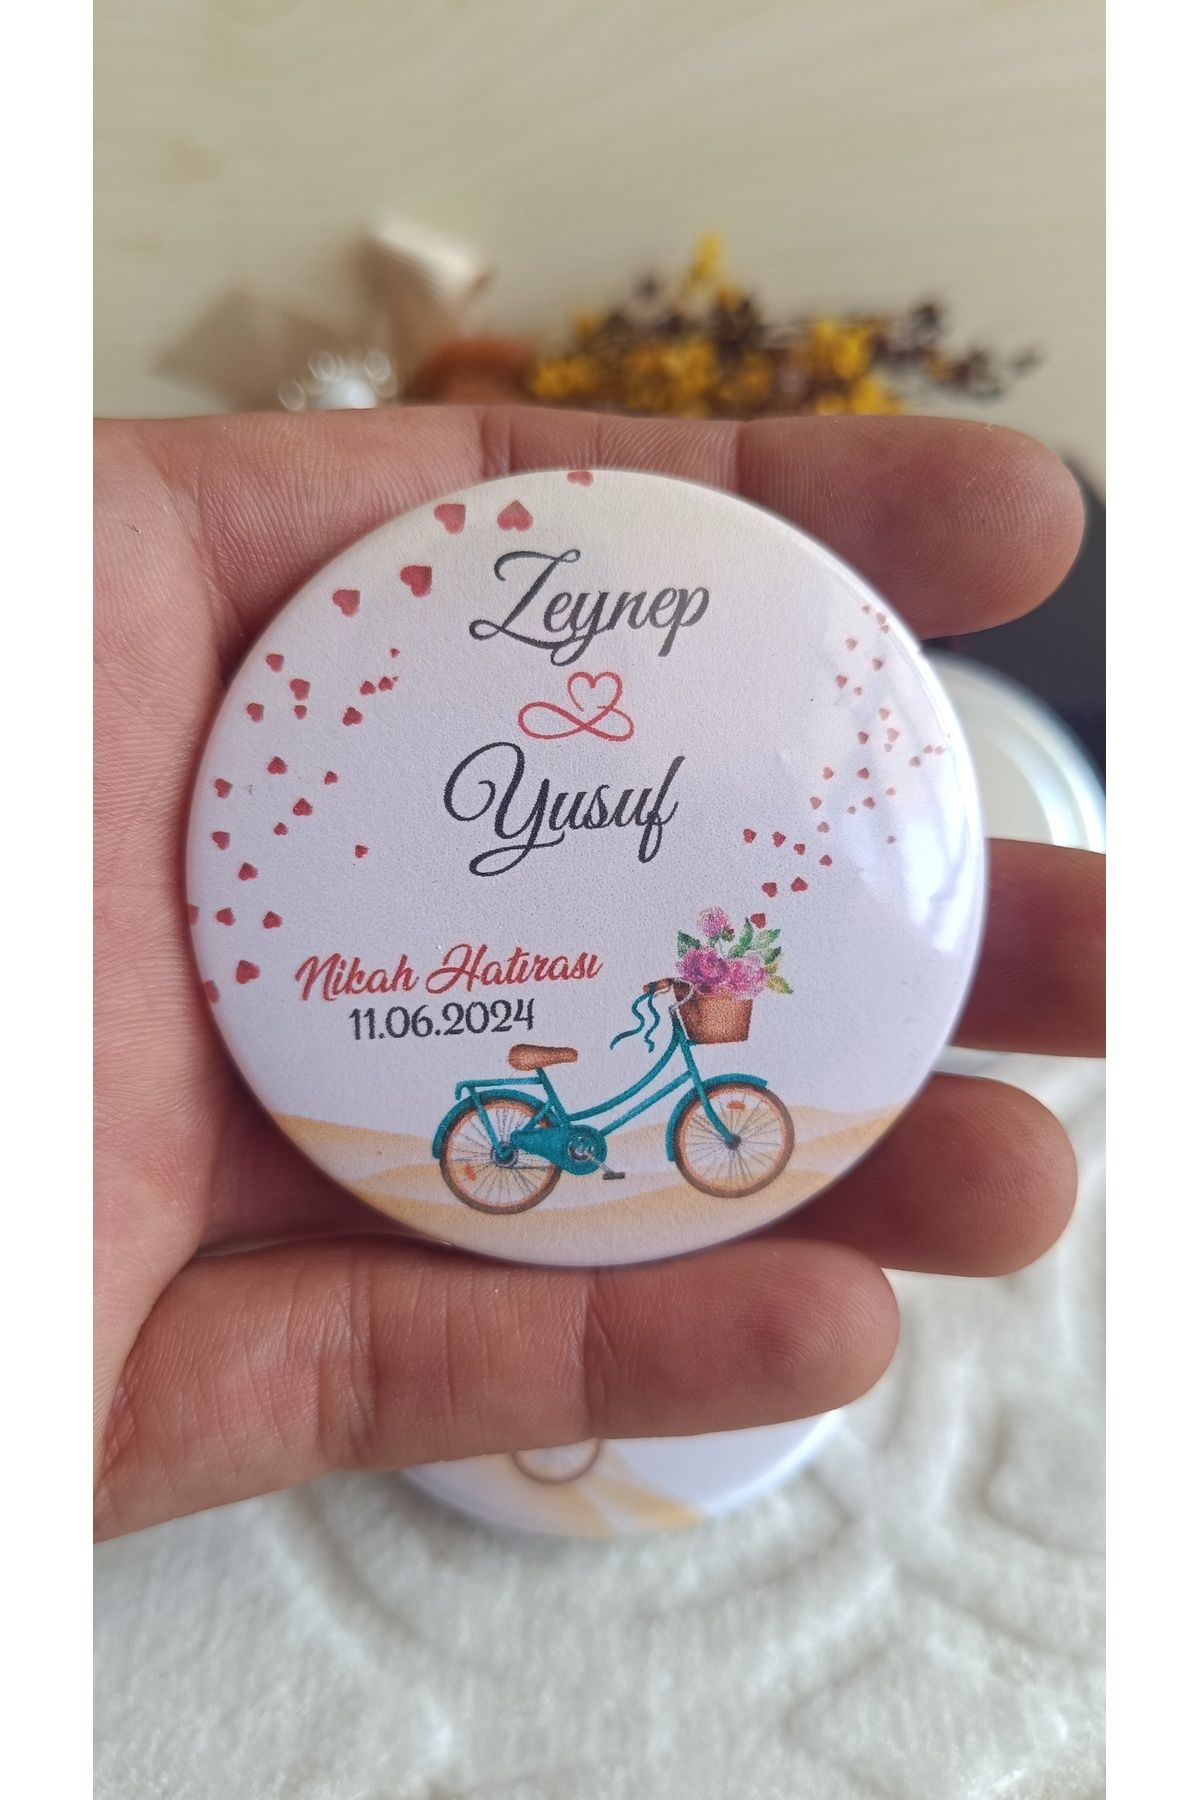 Zeynep
Yusuf
Nikah Hatırası
11.06.2024